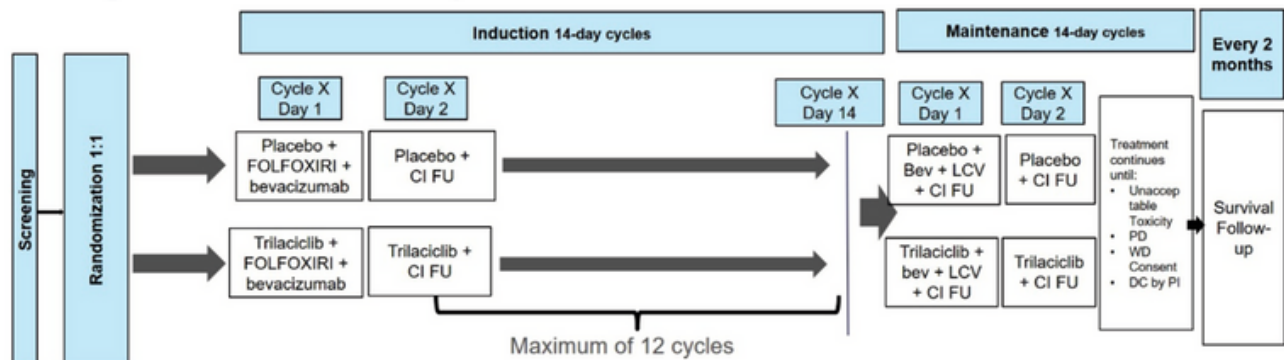 Screening
Randomization 1:1
Induction 14-day cycles
Cycle X
Day 1
Cycle X
Day 2
Cycle X
Day 14
Placebo +
FOLFOXIRI +
bevacizumab
Placebo +
CI FU
Trilaciclib +
FOLFOXIRI +
bevacizumab
Trilaciclib +
CI FU
Maximum of 12 cycles
Maintenance 14-day cycles
Cycle X
Day 1
Cycle X
Day 2
Placebo +
Bev + LCV
+ CI FU
Placebo
+ CI FU
Trilaciclib +
bev + LCV
+ CI FU
Trilaciclib
+ CI FU
Treatment
continues
until:
• Unaccep
table
Toxicity
• PD
• WD
Consent
• DC by PI
Every 2
months
Survival
Follow-
up